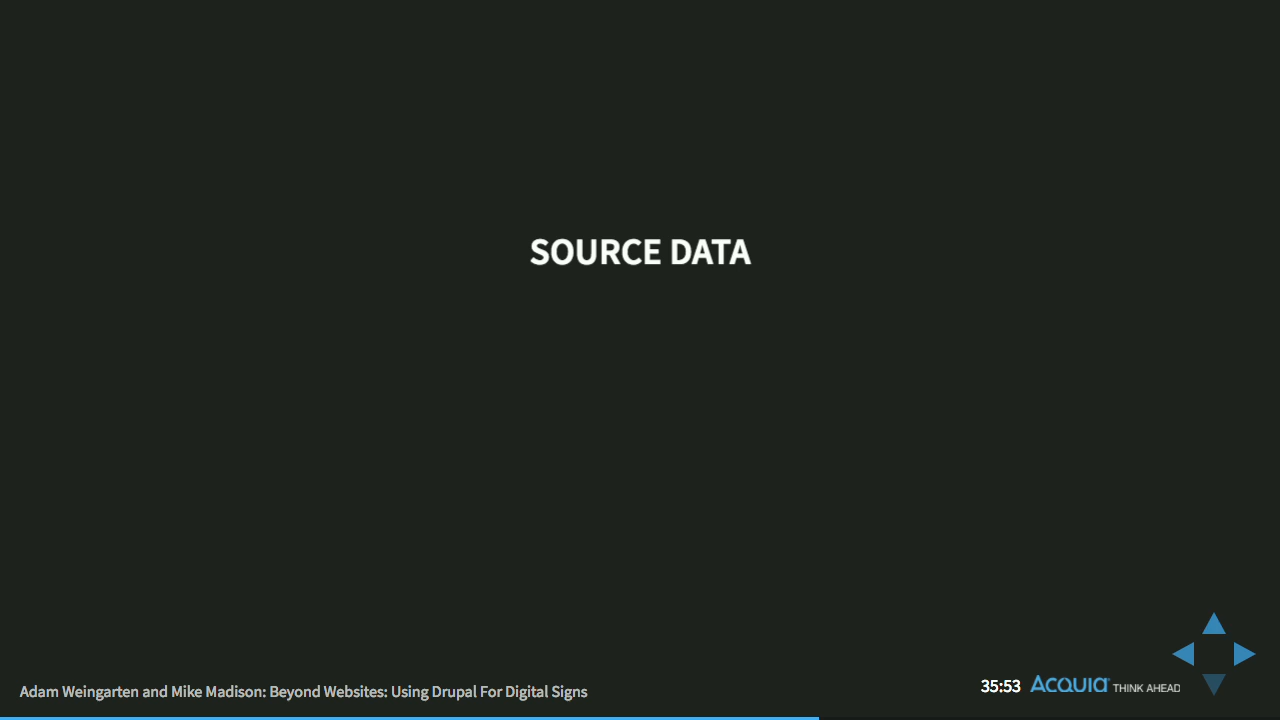 SOURCE DATA
Adam Weingarten and Mike Madison: Beyond Websites: Using Drupal For Digital Signs
35:53 Acquia® THINK AHEAD